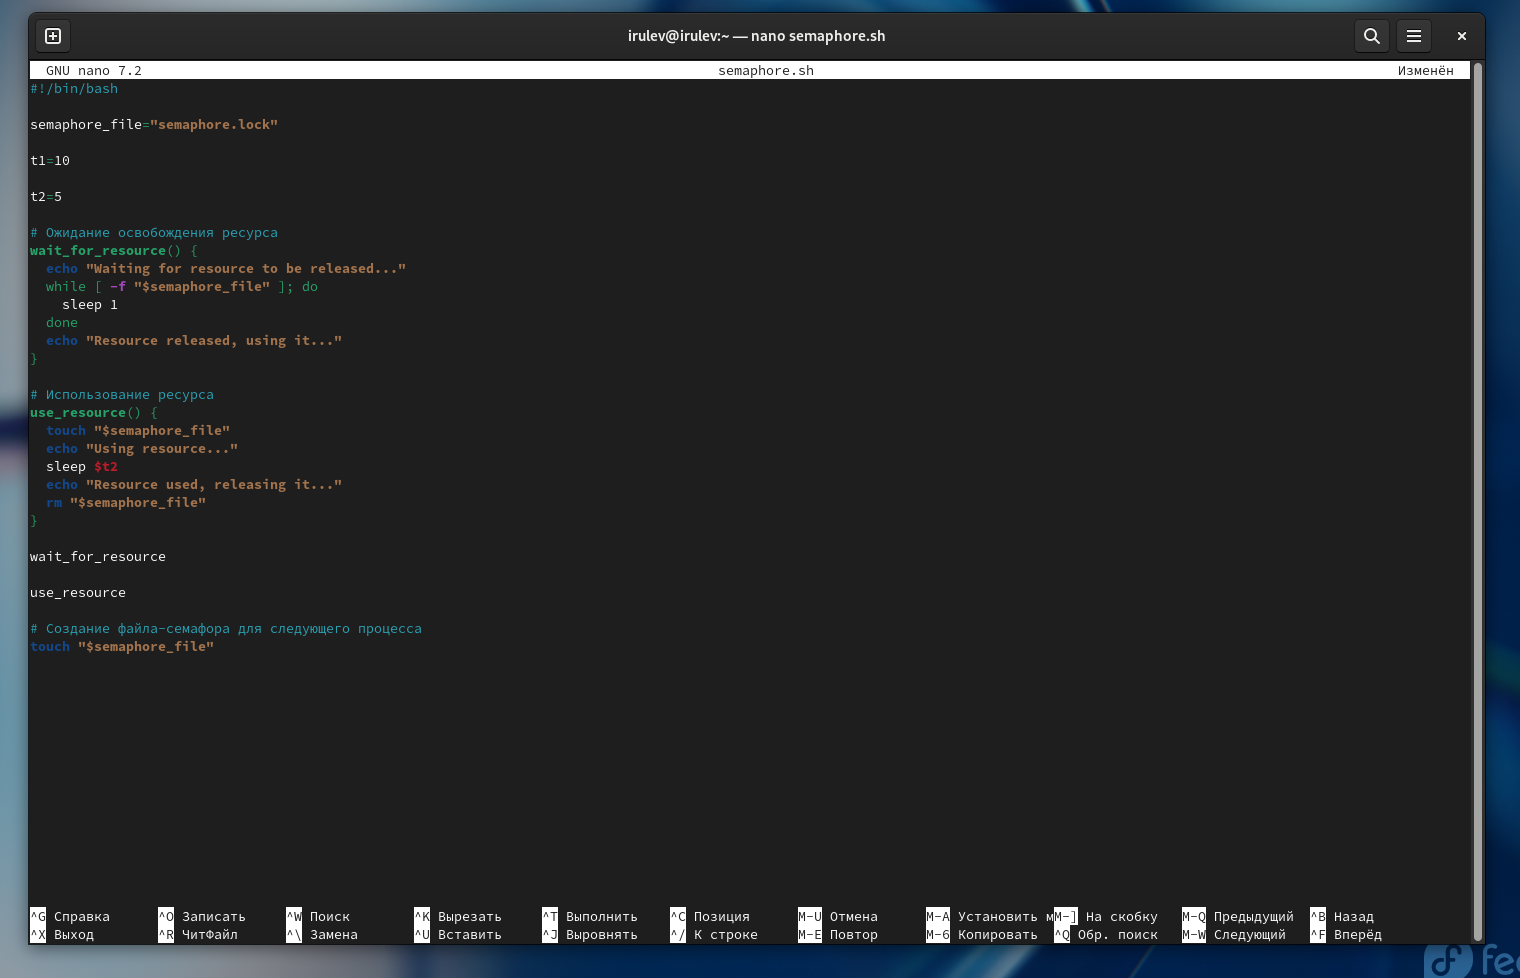 irulev@irulev:~ — nano semaphore.sh
GNU nano 7.2 semaphore.sh Изменён
#!/bin/bash
semaphore_file="semaphore.lock"
t1=10
t2=5
# Ожидание освобождения ресурса
wait_for_resource() {
  echo "Waiting for resource to be released..."
  while [ -f "$semaphore_file" ]; do
    sleep 1
  done
  echo "Resource released, using it..."
}
# Использование ресурса
use_resource() {
  touch "$semaphore_file"
  echo "Using resource..."
  sleep $t2
  echo "Resource used, releasing it..."
  rm "$semaphore_file"
}
wait_for_resource
use_resource
# Создание файла-семафора для следующего процесса
touch "$semaphore_file"
^G Справка ^O Записать ^W Поиск ^K Вырезать ^T Выполнить ^C Позиция M-U Отмена M-A Установить мM-] На скобку M-Q Предыдущий ^B Назад
^X Выход ^R ЧитФайл ^\ Замена ^U Вставить ^J Выровнять ^/ К строке M-E Повтор M-6 Копировать ^Q Обр. поиск M-W Следующий ^F Вперёд